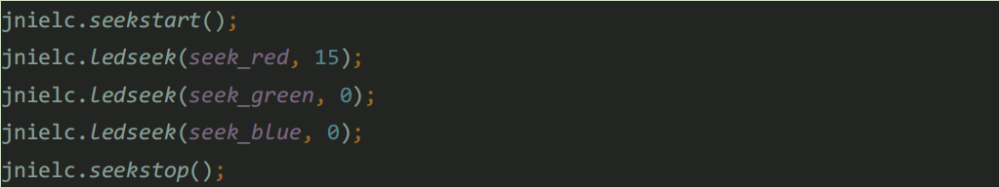 jnielc.seekstart();
jnielc.ledseek(seek_red, 15);
jnielc.ledseek(seek_green, 0);
jnielc.ledseek(seek_blue, 0);
jnielc.seekstop();